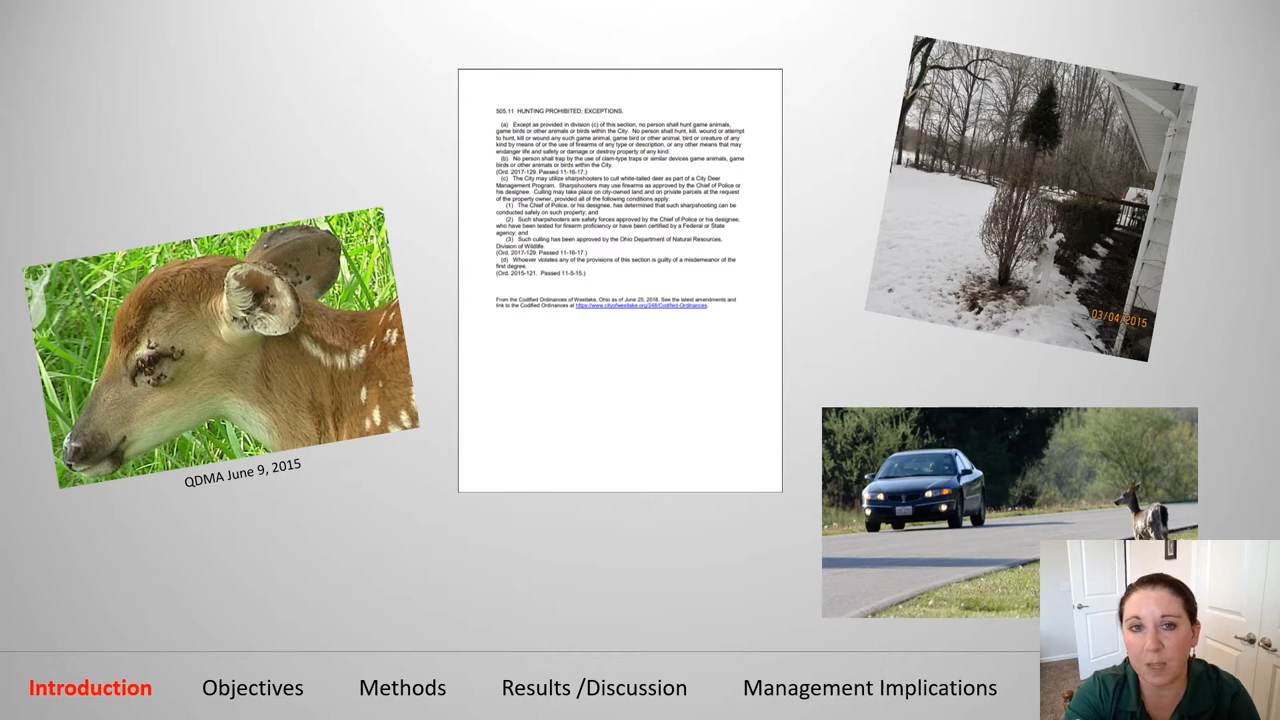 505.11 HUNTING PROHIBITED; EXCEPTIONS.
(a) Except as provided in division (c) of this section, no person shall hunt game animals,
game birds or other animals or birds within the City. No person shall hunt, kill, wound or attempt
to hunt, kill or wound any such game animal, game bird or other animal, bird or creature of any
kind by means of or the use of firearms of any type or description, or any other means that may
endanger life and safety or damage or destroy property of any kind.
(b) No person shall trap by the use of clam-type traps or similar devices game animals, game
birds or other animals or birds within the City.
(Ord. 2017-129. Passed 11-16-17.)
(c) The City may utilize sharpshooters to cull white-tailed deer as part of a City Deer
Management Program. Sharpshooters may use firearms as approved by the Chief of Police or
his designee. Culling may take place on city-owned land and on private parcels at the request
of the property owner, provided all of the following conditions apply:
(1) The Chief of Police, or his designee, has determined that such sharpshooting can be
conducted safely on such property; and
(2) Such sharpshooters are safety forces approved by the Chief of Police or his designee,
who have been tested for firearm proficiency or have been certified by a Federal or State
agency; and
(3) Such culling has been approved by the Ohio Department of Natural Resources,
Division of Wildlife.
(Ord. 2017-129. Passed 11-16-17.)
(d) Whoever violates any of the provisions of this section is guilty of a misdemeanor of the
first degree.
(Ord. 2015-121. Passed 11-5-15.)
From the Codified Ordinances of Westlake, Ohio as of June 25, 2018. See the latest amendments and
link to the Codified Ordinances at https://www.cityofwestlake.org/248/Codified-Ordinances.
03/04/2015
QDMA June 9, 2015
Introduction Objectives Methods Results /Discussion Management Implications